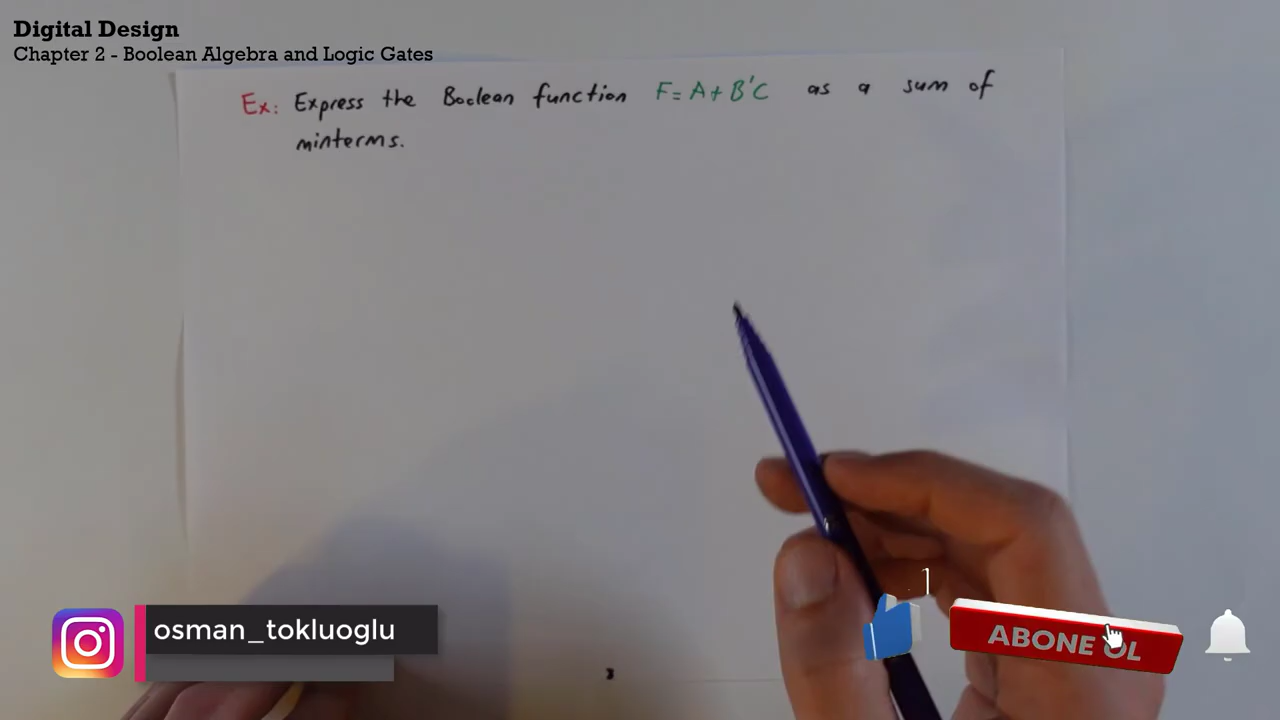 Digital Design
Chapter 2 - Boolean Algebra and Logic Gates
Ex: Express the Boolean function F = A + B'C as a sum of
minterms.
osman_tokluoglu
ABONE OL